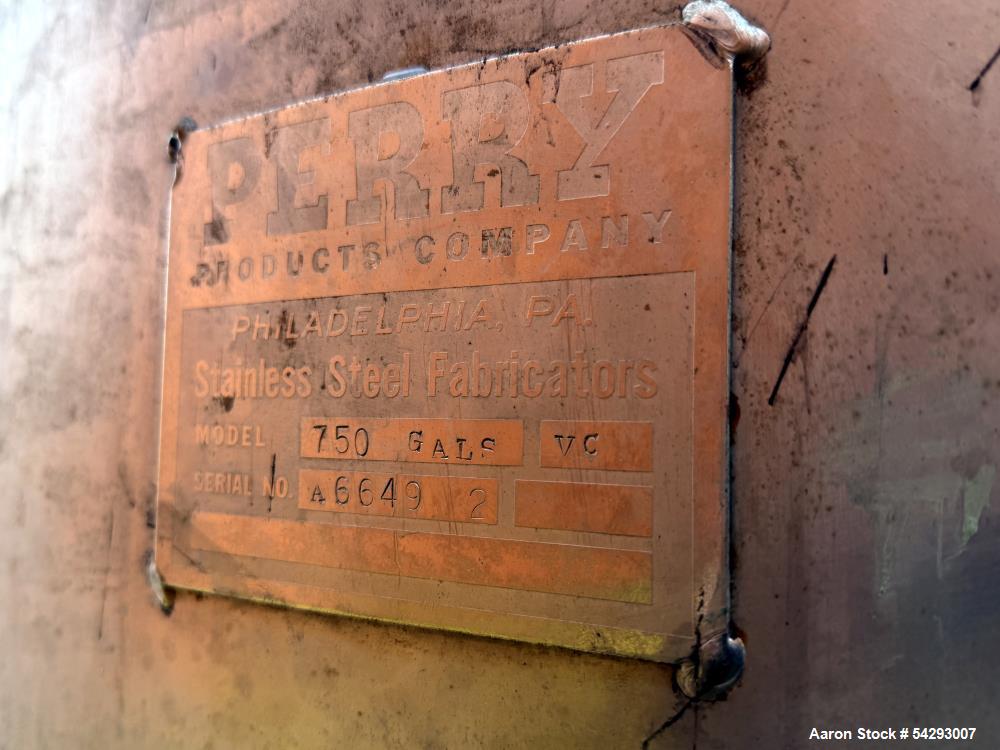 PERRY
PRODUCTS COMPANY
PHILADELPHIA, PA.
Stainless Steel Fabricators
MODEL 750 GALS VC
SERIAL NO. A6649 2
Aaron Stock # 54293007